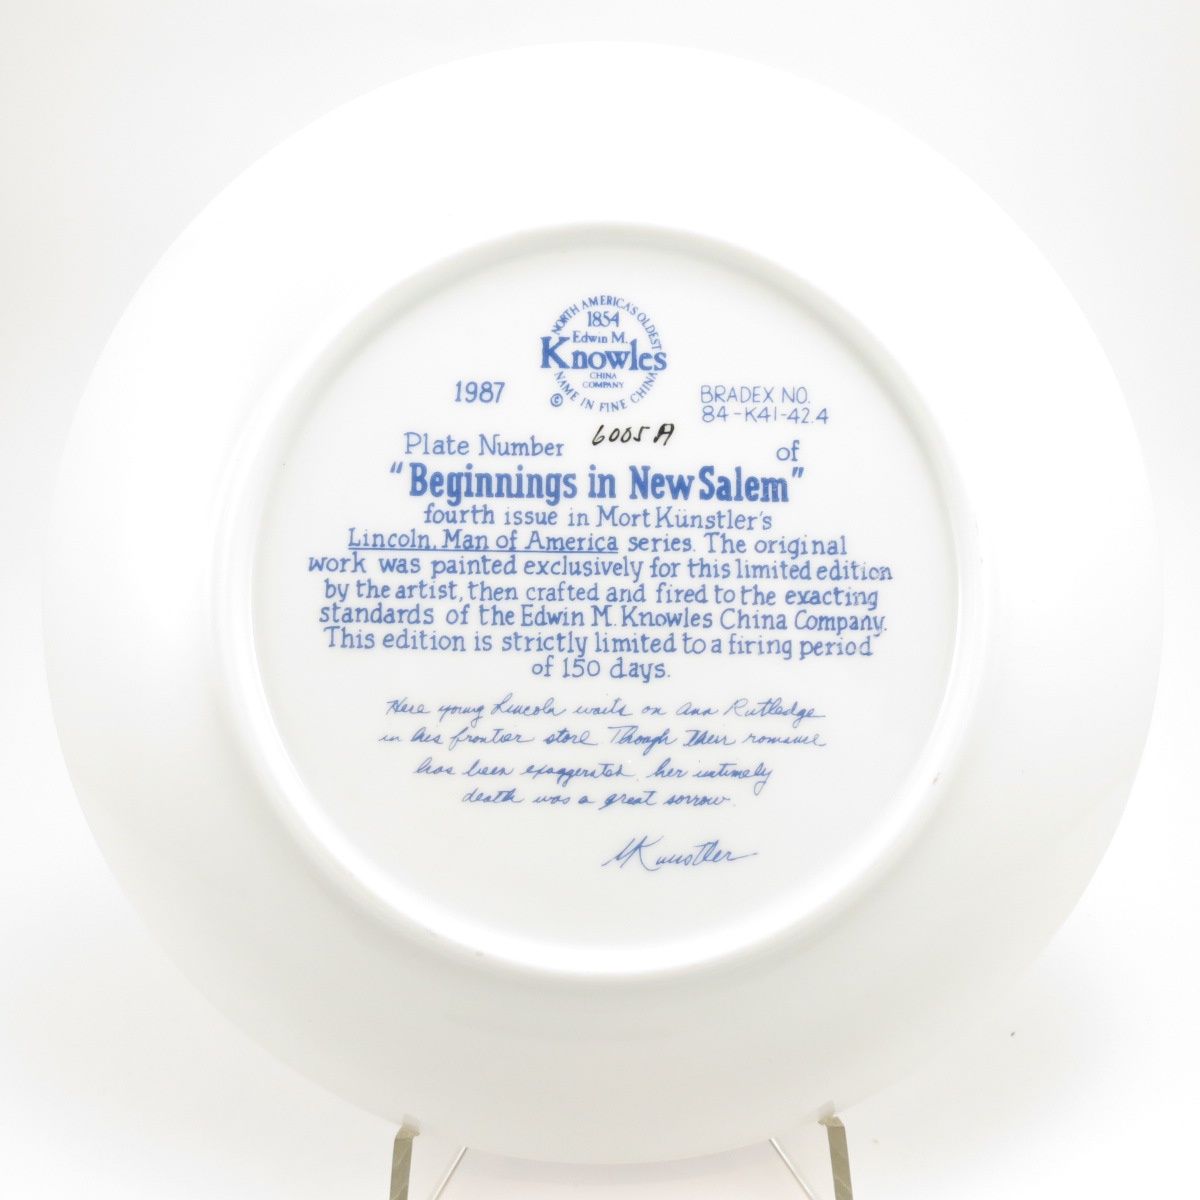 NORTH AMERICA'S OLDEST
1854
Edwin M.
Knowles
CHINA
COMPANY
NAME IN FINE CHINA
©
1987
BRADEX NO.
84-K41-42.4
Plate Number 6005A of
"Beginnings in New Salem"
fourth issue in Mort Künstler's
Lincoln, Man of America series. The original
work was painted exclusively for this limited edition
by the artist, then crafted and fired to the exacting
standards of the Edwin M. Knowles China Company.
This edition is strictly limited to a firing period
of 150 days.
Here young Lincoln waits on Ann Rutledge
in his frontier store. Though their romance
has been exaggerated, her untimely
death was a great sorrow.
MKunstler